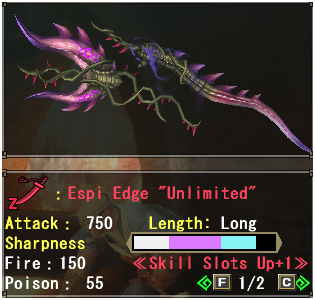 Z : Espi Edge "Unlimited"
Attack: 750 Length: Long
Sharpness
Fire:150 ≪Skill Slots Up+1≫
Poison: 55 F 1/2 C